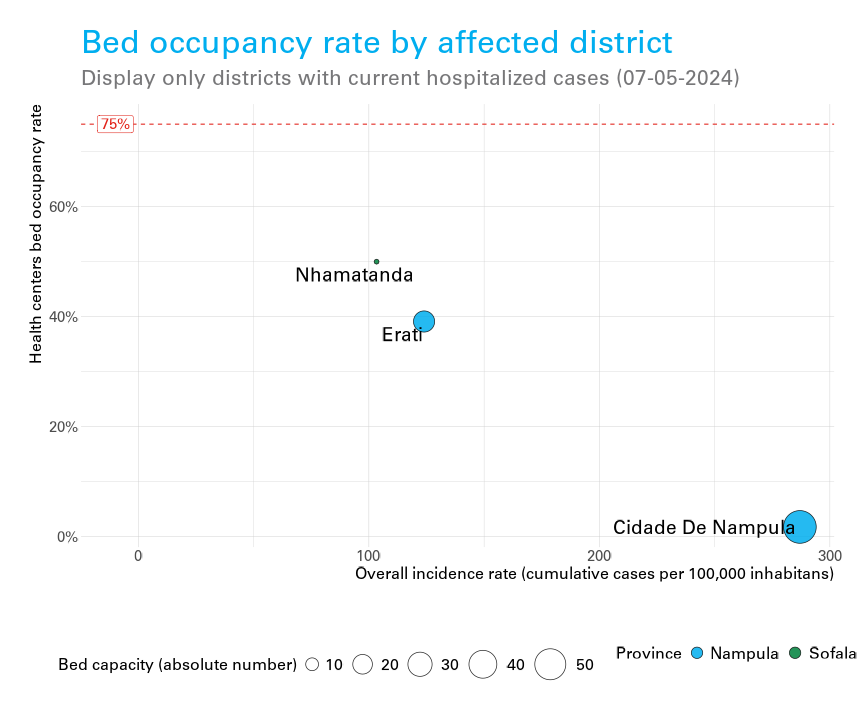 Bed occupancy rate by affected district
Display only districts with current hospitalized cases (07-05-2024)
Health centers bed occupany rate
75%
60%
40%
20%
0%
Nhamatanda
Erati
Cidade De Nampula
0 100 200 300
Overall incidence rate (cumulative cases per 100,000 inhabitans)
Bed capacity (absolute number) 10 20 30 40 50
Province Nampula Sofala